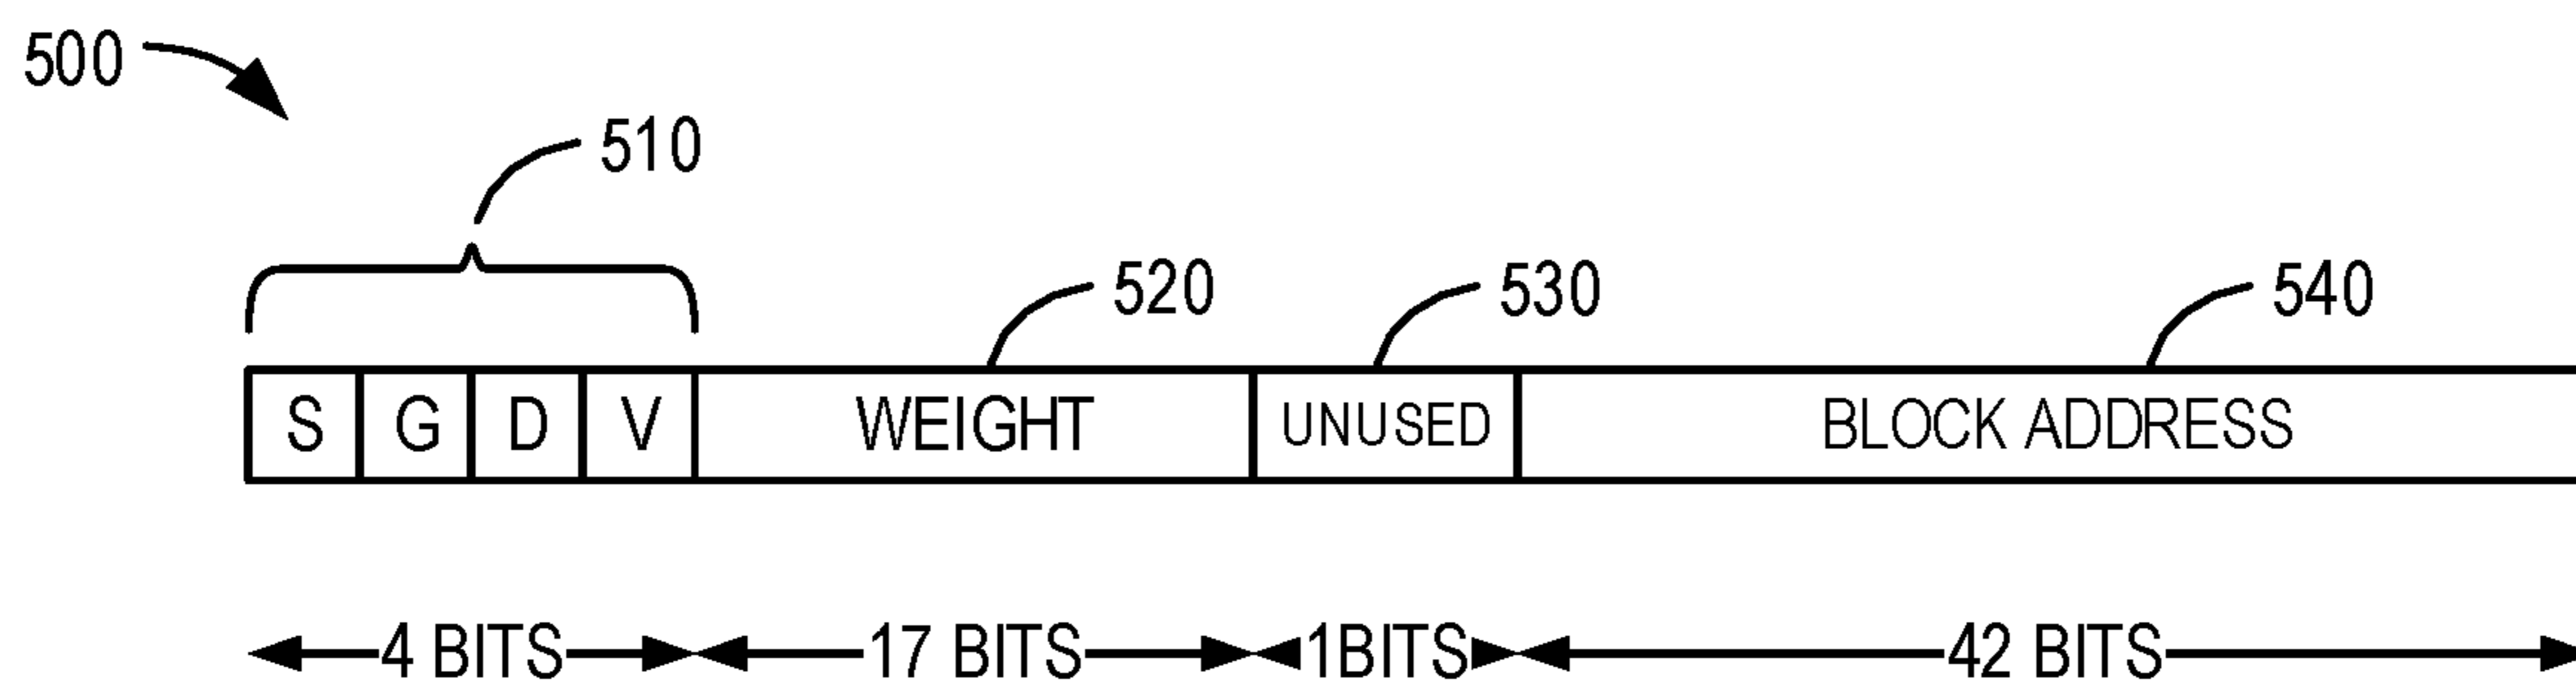 500
510
520 530 540
S G D V WEIGHT UNUSED BLOCK ADDRESS
4 BITS 17 BITS 1BITS 42 BITS